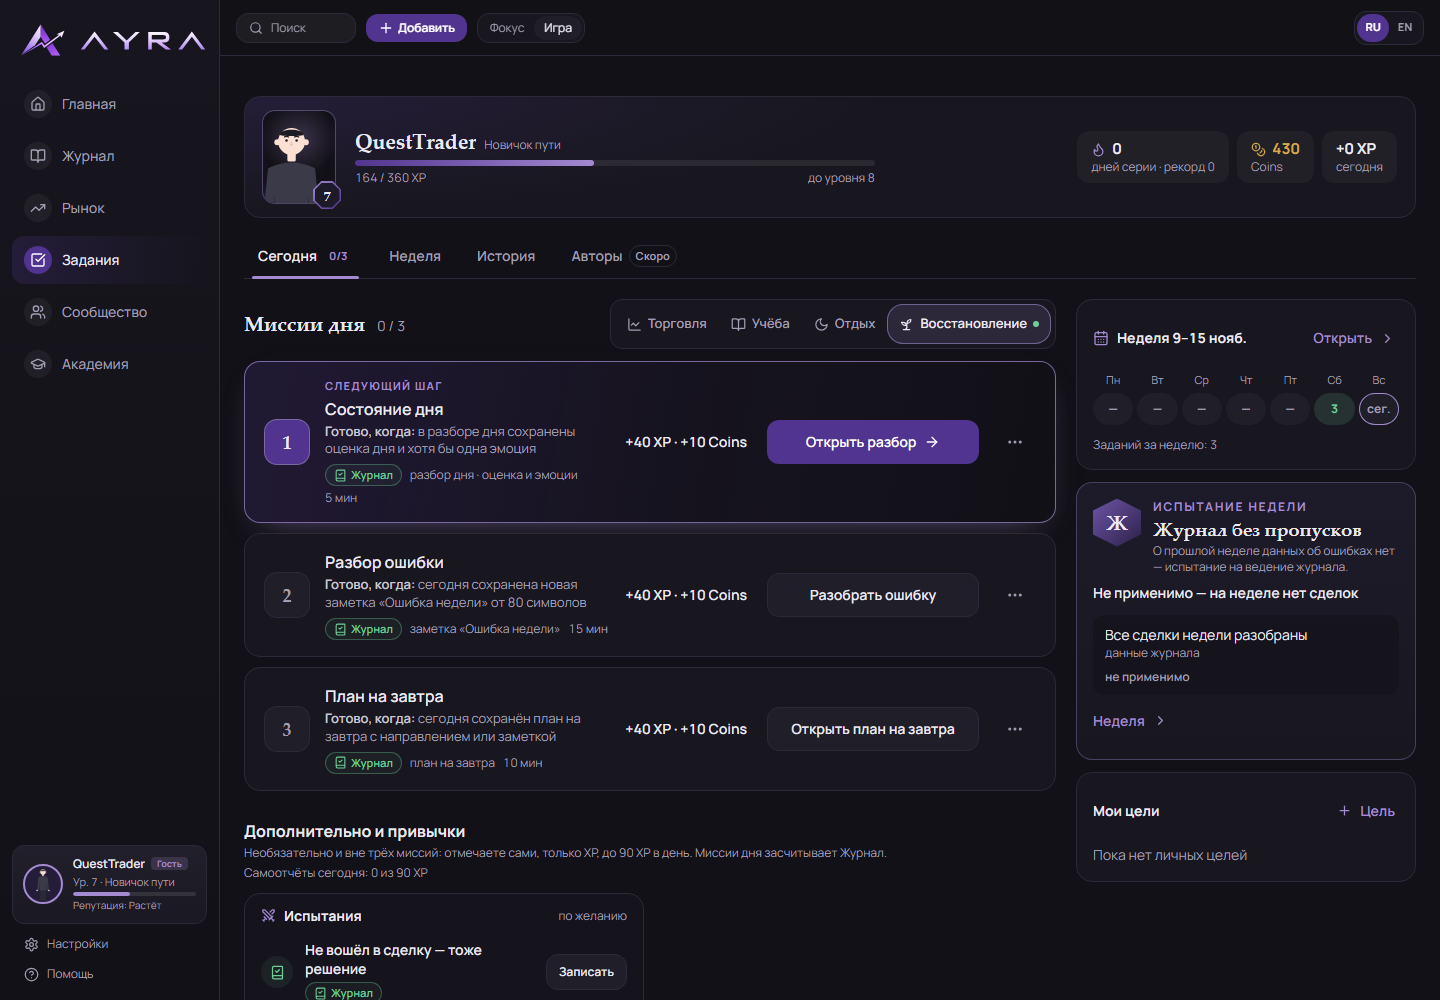 AYRA
Поиск
Добавить
Фокус
Игра
RU
EN
Главная
Журнал
Рынок
Задания
Сообщество
Академия
QuestTrader Новичок пути
164 / 360 XP
до уровня 8
7
0
дней серии · рекорд 0
430
Coins
+0 XP
сегодня
Сегодня 0/3
Неделя
История
Авторы Скоро
Миссии дня 0 / 3
Торговля
Учёба
Отдых
Восстановление
1
СЛЕДУЮЩИЙ ШАГ
Состояние дня
Готово, когда: в разборе дня сохранены
оценка дня и хотя бы одна эмоция
Журнал разбор дня · оценка и эмоции
5 мин
+40 XP · +10 Coins
Открыть разбор
2
Разбор ошибки
Готово, когда: сегодня сохранена новая
заметка «Ошибка недели» от 80 символов
Журнал заметка «Ошибка недели» 15 мин
+40 XP · +10 Coins
Разобрать ошибку
3
План на завтра
Готово, когда: сегодня сохранён план на
завтра с направлением или заметкой
Журнал план на завтра 10 мин
+40 XP · +10 Coins
Открыть план на завтра
Дополнительно и привычки
Необязательно и вне трёх миссий: отмечаете сами, только XP, до 90 XP в день. Миссии дня засчитывает Журнал.
Самоотчёты сегодня: 0 из 90 XP
Испытания
по желанию
Не вошёл в сделку — тоже
решение
Журнал
Записать
Неделя 9–15 нояб.
Открыть
Пн Вт Ср Чт Пт Сб Вс
– – – – – 3 сег.
Заданий за неделю: 3
Ж
ИСПЫТАНИЕ НЕДЕЛИ
Журнал без пропусков
О прошлой неделе данных об ошибках нет
— испытание на ведение журнала.
Не применимо — на неделе нет сделок
Все сделки недели разобраны
данные журнала
не применимо
Неделя
Мои цели
Цель
Пока нет личных целей
QuestTrader Гость
Ур. 7 · Новичок пути
Репутация: Растёт
Настройки
Помощь